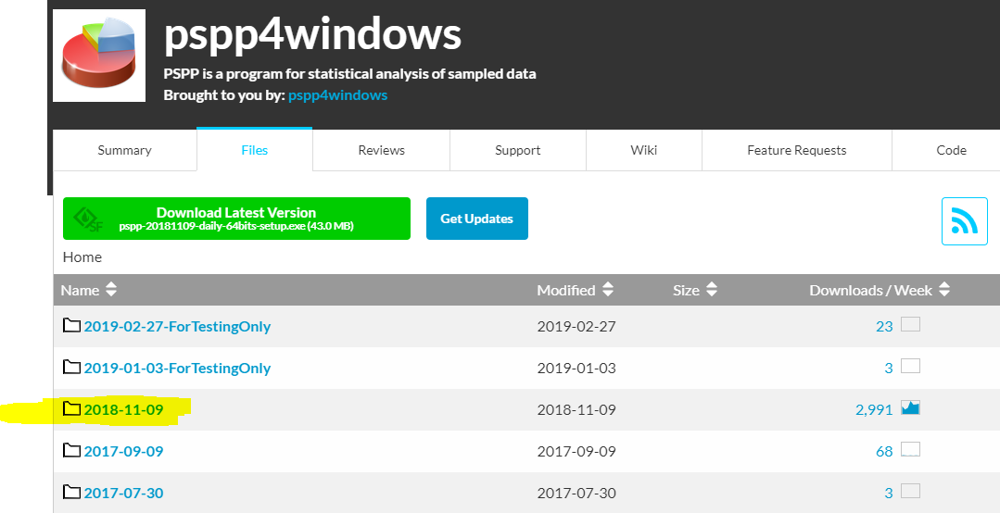 pspp4windows
PSPP is a program for statistical analysis of sampled data
Brought to you by: pspp4windows
Summary Files Reviews Support Wiki Feature Requests Code
Download Latest Version
pspp-20181109-daily-64bits-setup.exe (43.0 MB)
SF
Get Updates
Home
Name Modified Size Downloads / Week
2019-02-27-ForTestingOnly 2019-02-27 23
2019-01-03-ForTestingOnly 2019-01-03 3
2018-11-09 2018-11-09 2,991
2017-09-09 2017-09-09 68
2017-07-30 2017-07-30 3